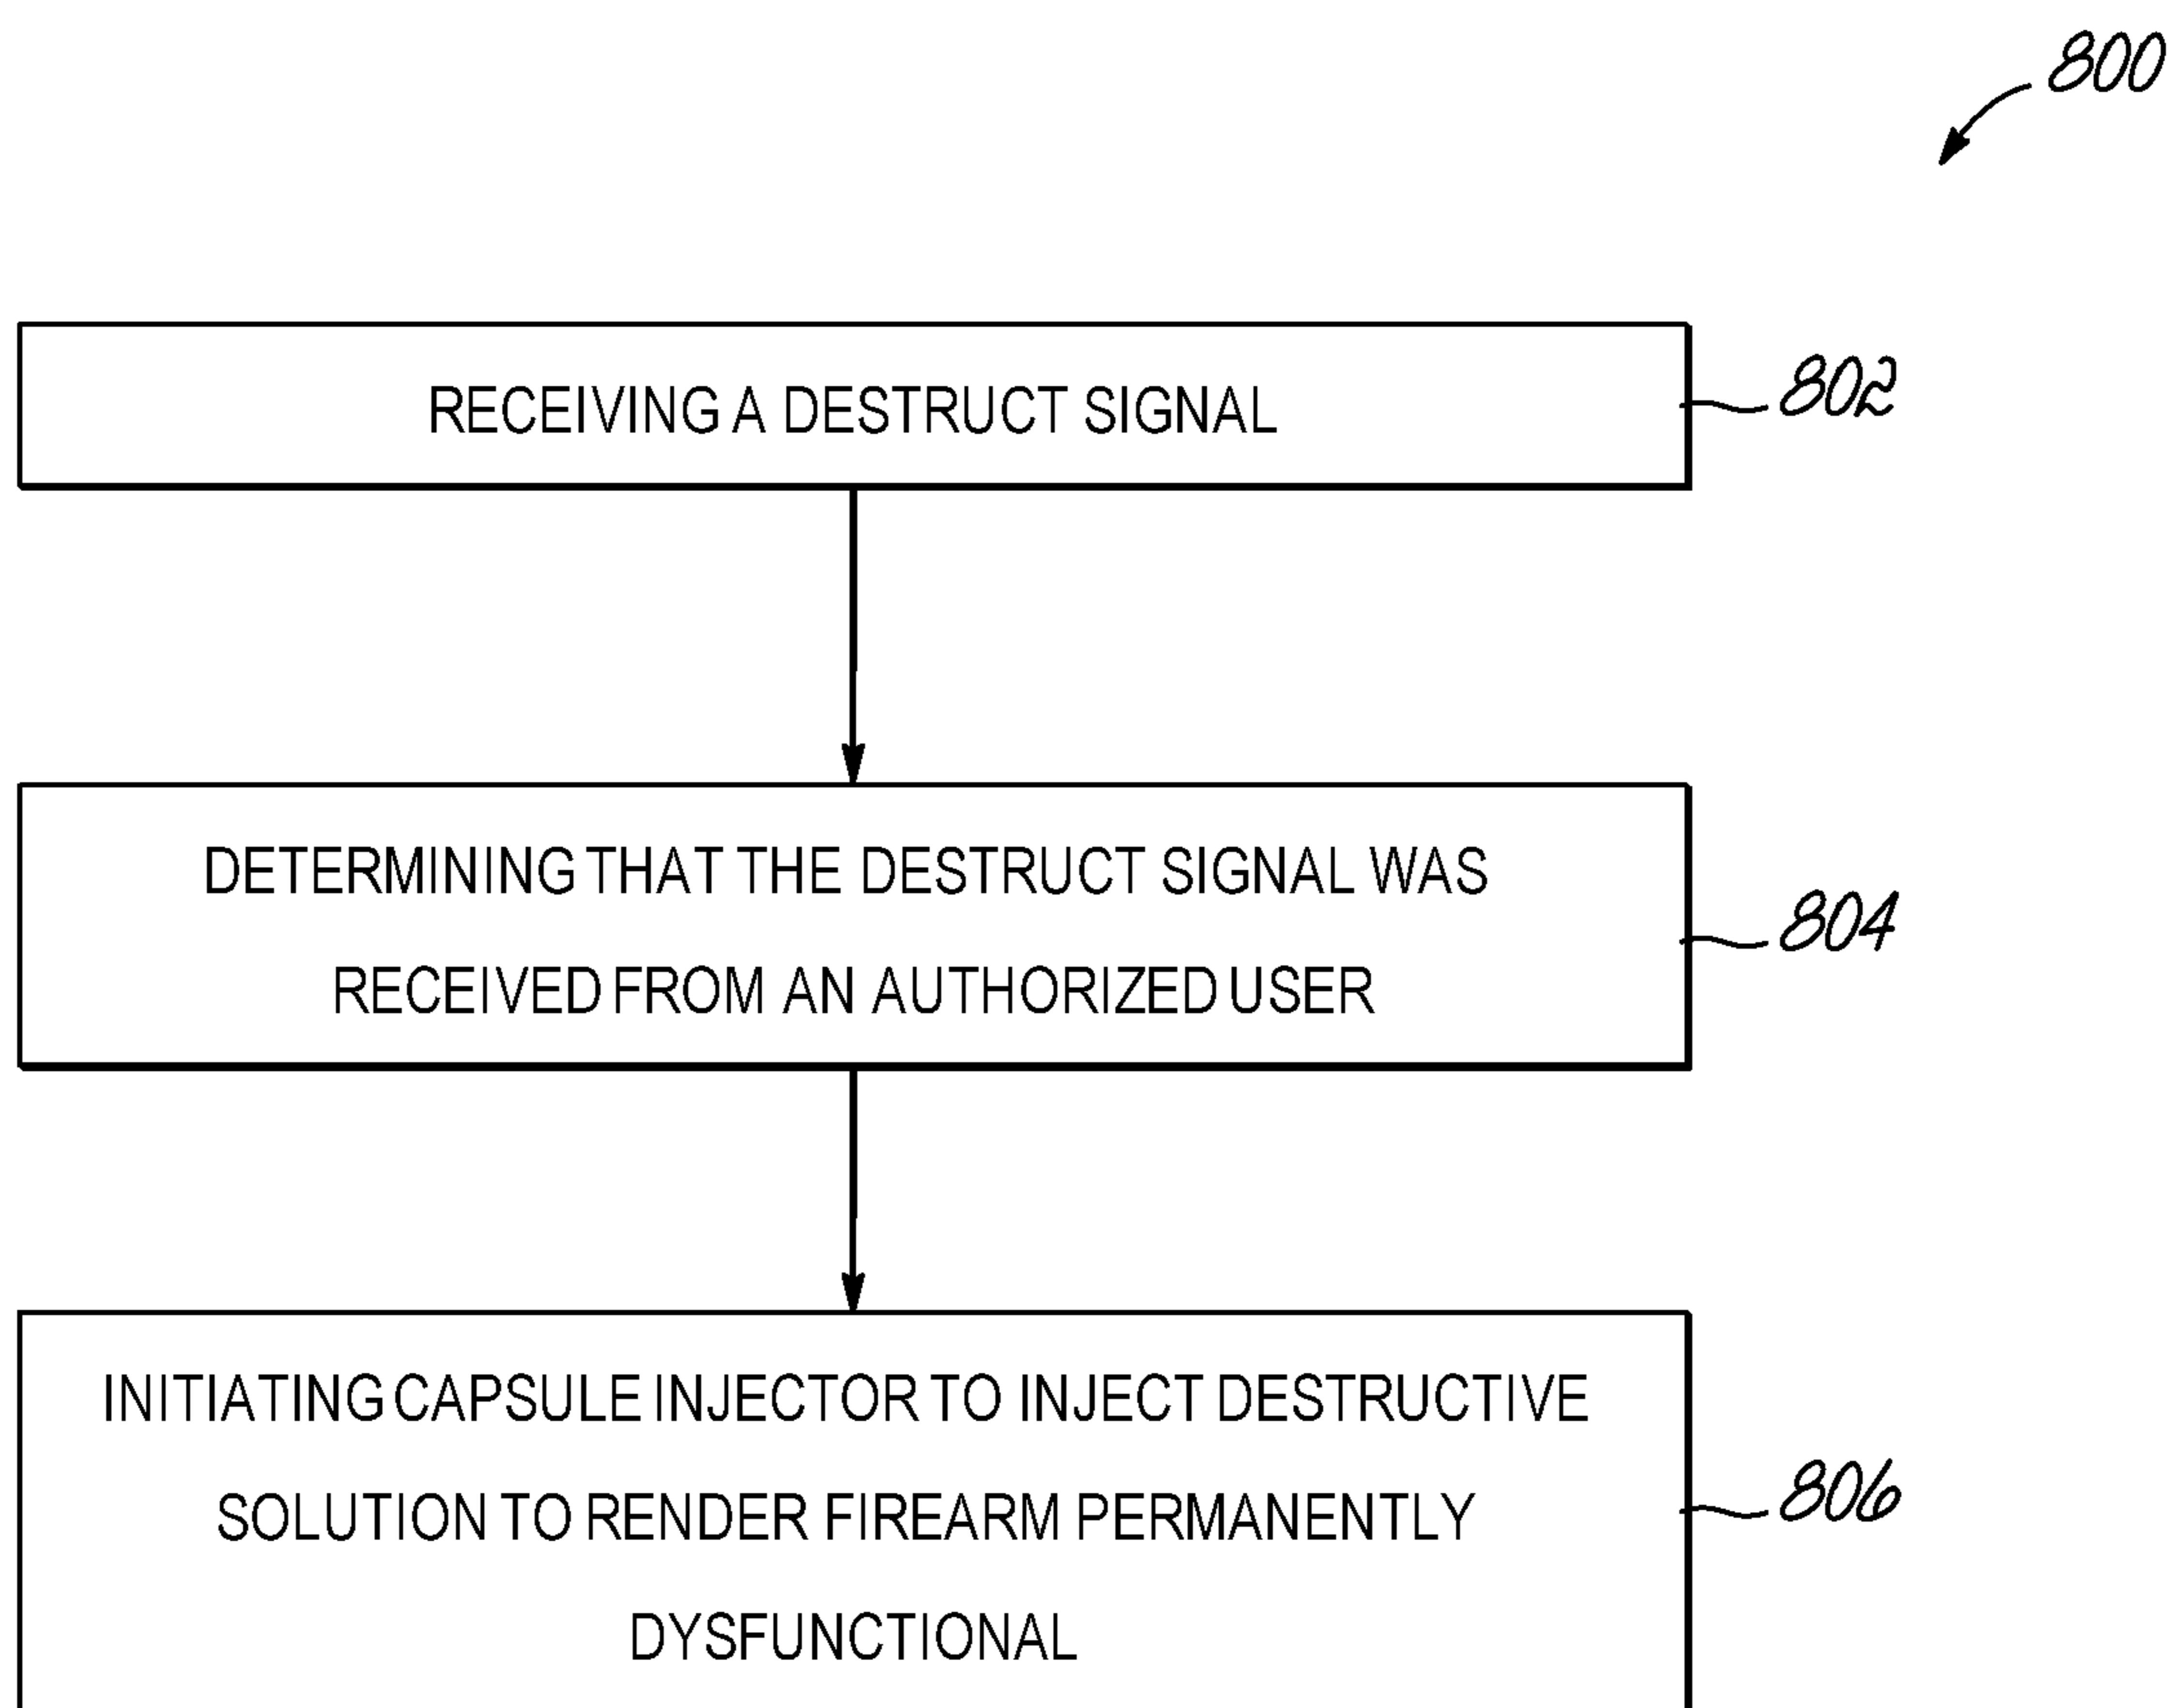 800
RECEIVING A DESTRUCT SIGNAL
802
DETERMINING THAT THE DESTRUCT SIGNAL WAS
RECEIVED FROM AN AUTHORIZED USER
804
INITIATING CAPSULE INJECTOR TO INJECT DESTRUCTIVE
SOLUTION TO RENDER FIREARM PERMANENTLY
DYSFUNCTIONAL
806